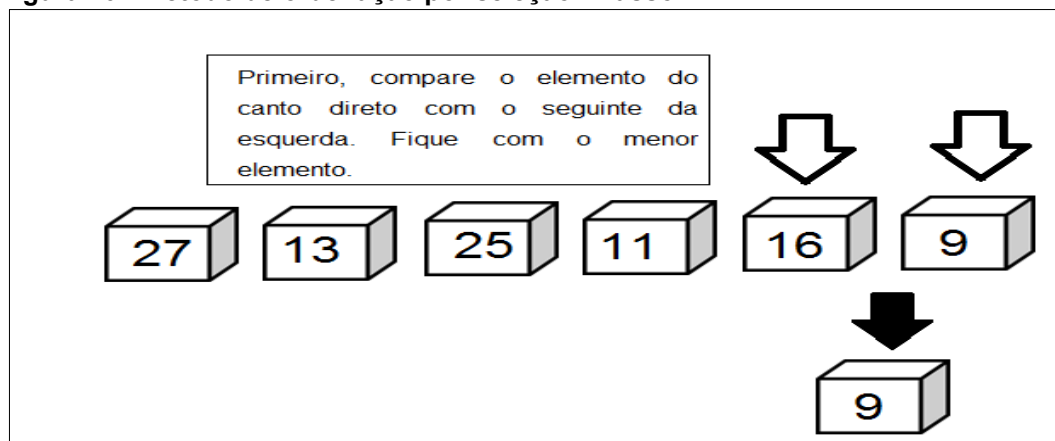 Primeiro, compare o elemento do
canto direto com o seguinte da
esquerda. Fique com o menor
elemento.
27 13 25 11 16 9
9